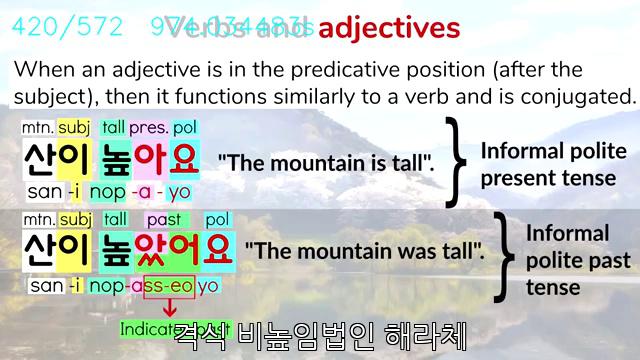 420/572 974.034483s
Verbs and adjectives
When an adjective is in the predicative position (after the
subject), then it functions similarly to a verb and is conjugated.
mtn. subj tall pres. pol
산이 높아요
san -i nop -a - yo
"The mountain is tall".
Informal polite
present tense
mtn. subj tall past pol
산이 높았어요
san -i nop-ass-eo yo
"The mountain was tall".
Informal
polite past
tense
Indicates past
격식 비높임법인 해라체